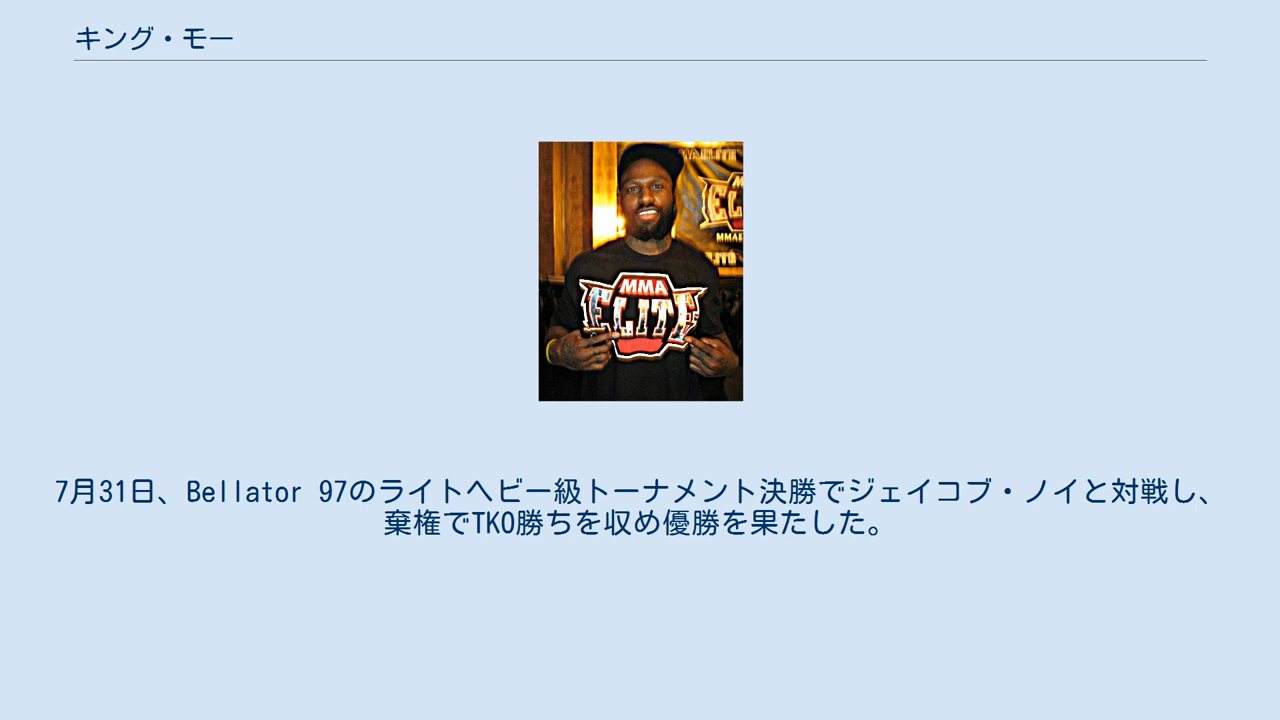 キング・モー
MMA
ELITE
7月31日、Bellator 97のライトヘビー級トーナメント決勝でジェイコブ・ノイと対戦し、
棄権でTKO勝ちを収め優勝を果たした。